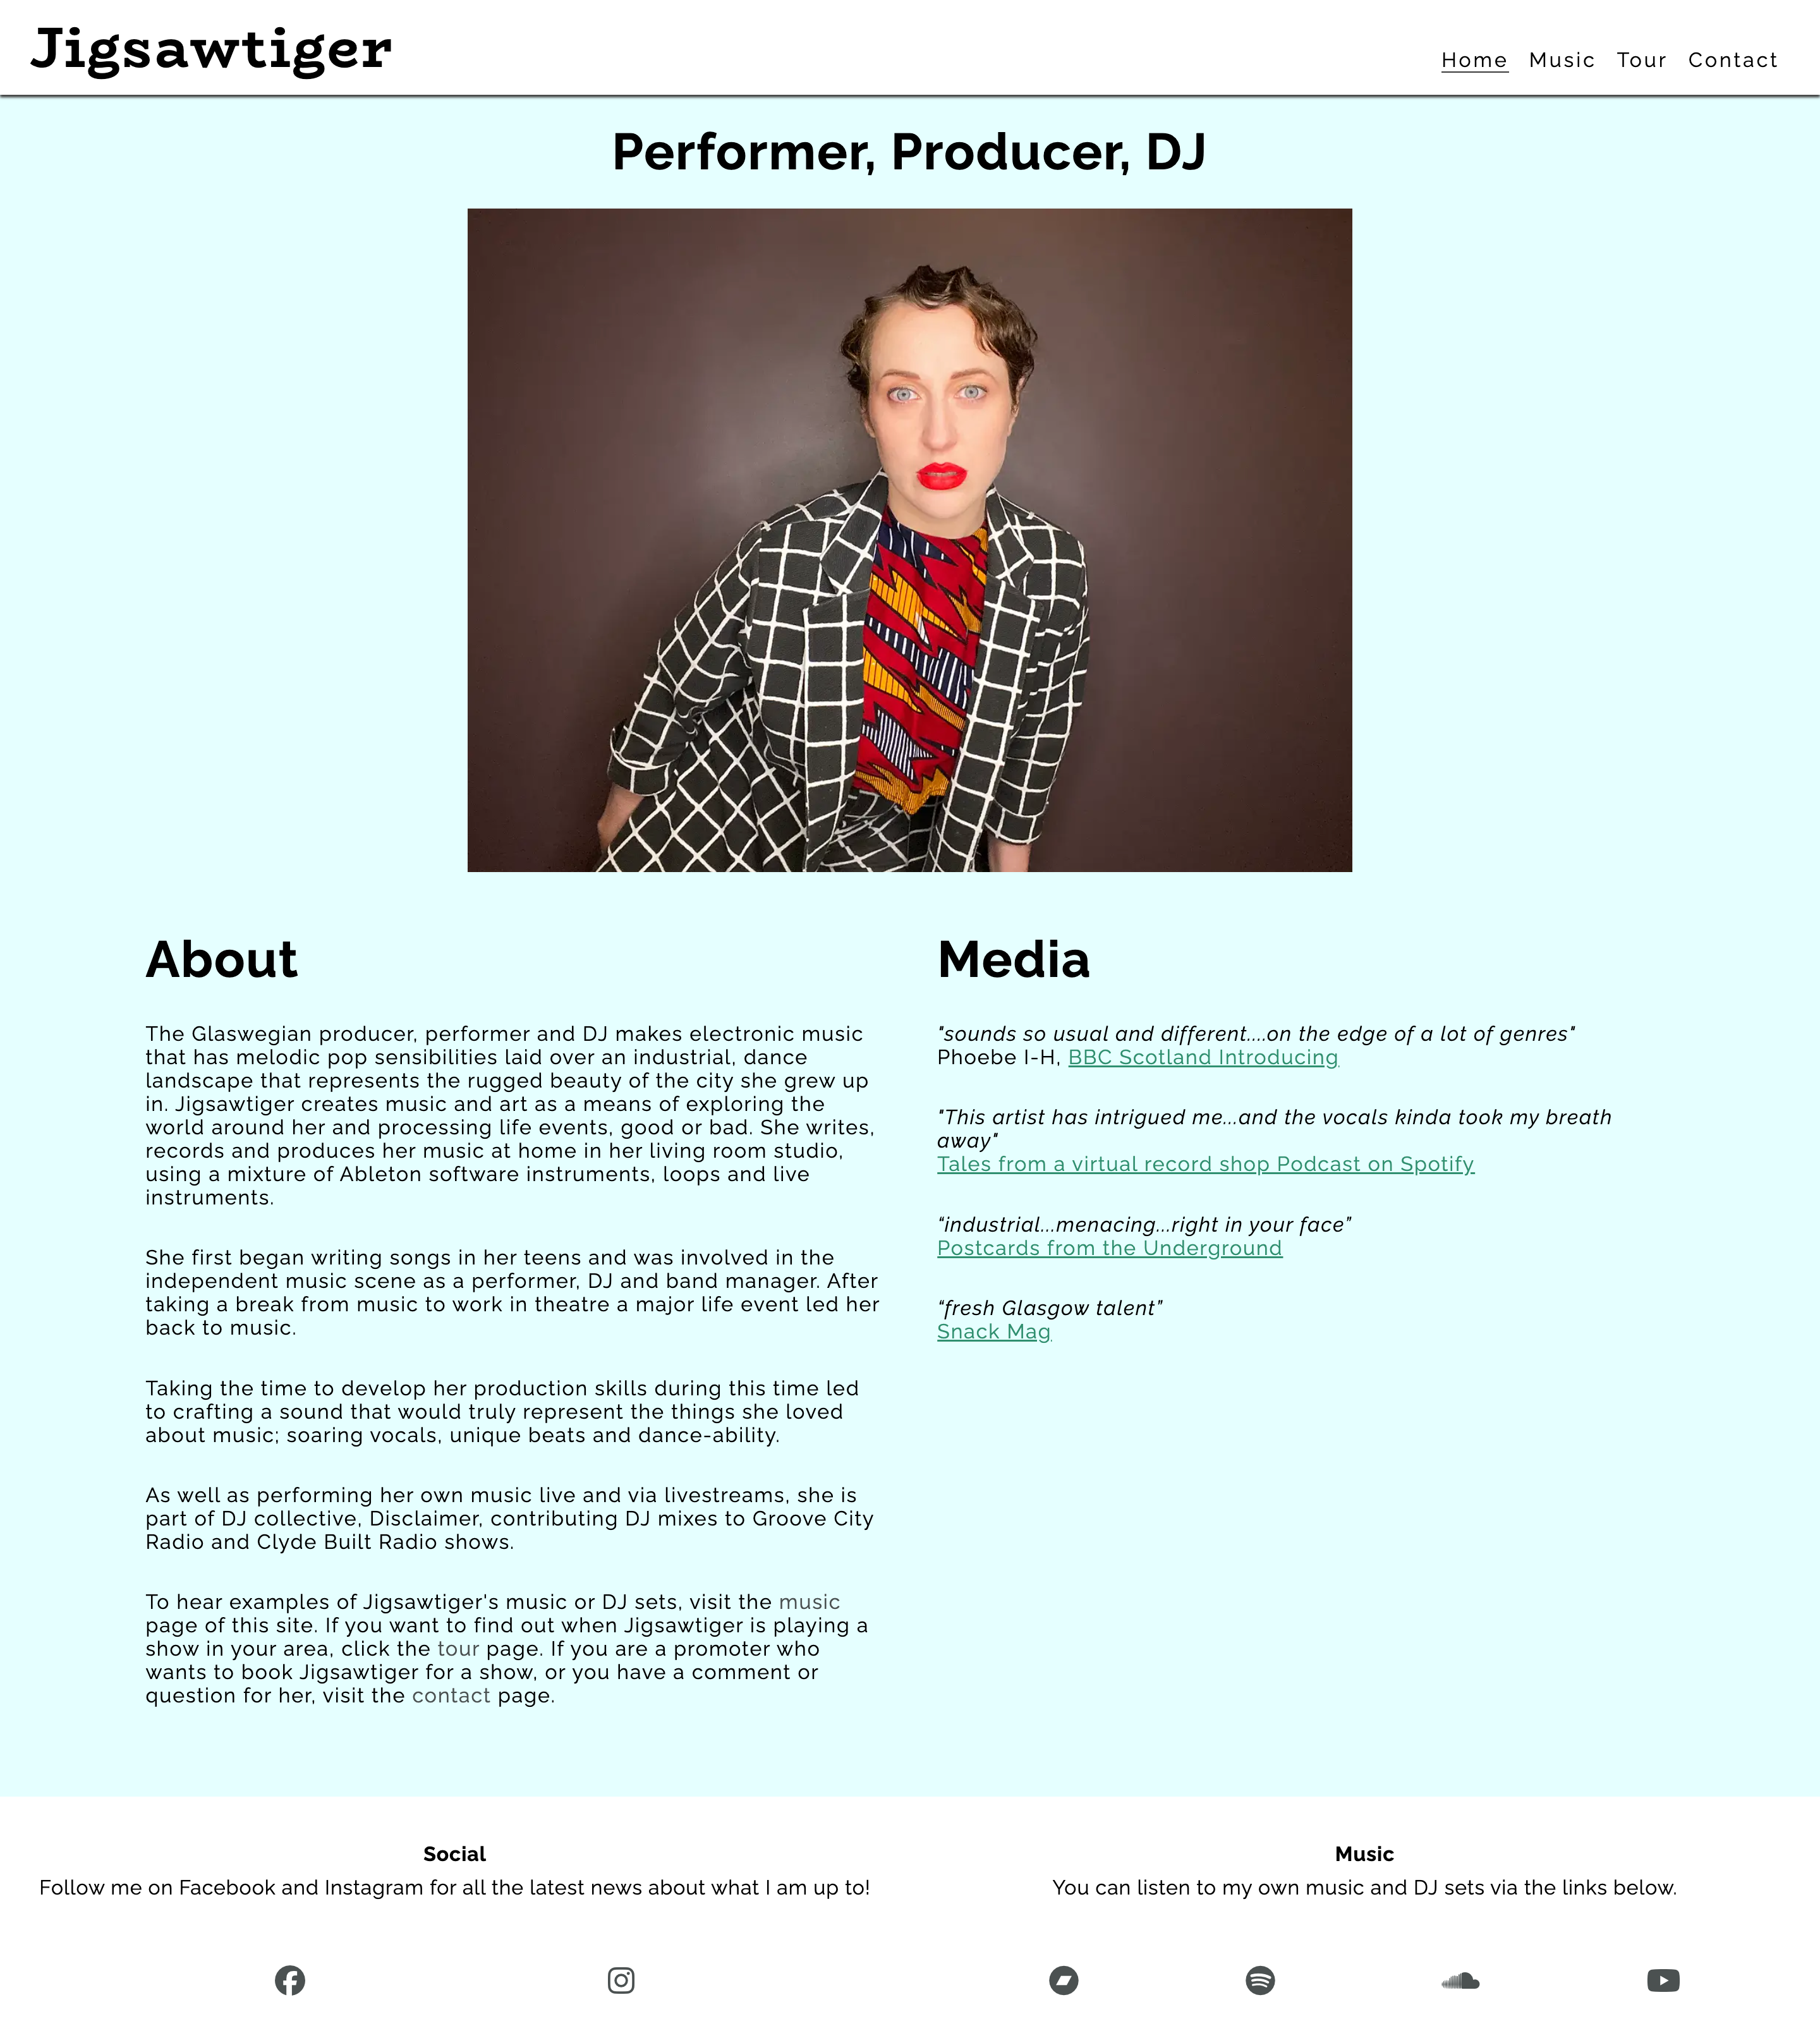 Jigsawtiger
Home Music Tour Contact
Performer, Producer, DJ
About
The Glaswegian producer, performer and DJ makes electronic music
that has melodic pop sensibilities laid over an industrial, dance
landscape that represents the rugged beauty of the city she grew up
in. Jigsawtiger creates music and art as a means of exploring the
world around her and processing life events, good or bad. She writes,
records and produces her music at home in her living room studio,
using a mixture of Ableton software instruments, loops and live
instruments.
She first began writing songs in her teens and was involved in the
independent music scene as a performer, DJ and band manager. After
taking a break from music to work in theatre a major life event led her
back to music.
Taking the time to develop her production skills during this time led
to crafting a sound that would truly represent the things she loved
about music; soaring vocals, unique beats and dance-ability.
As well as performing her own music live and via livestreams, she is
part of DJ collective, Disclaimer, contributing DJ mixes to Groove City
Radio and Clyde Built Radio shows.
To hear examples of Jigsawtiger's music or DJ sets, visit the music
page of this site. If you want to find out when Jigsawtiger is playing a
show in your area, click the tour page. If you are a promoter who
wants to book Jigsawtiger for a show, or you have a comment or
question for her, visit the contact page.
Media
"sounds so usual and different....on the edge of a lot of genres"
Phoebe I-H, BBC Scotland Introducing
"This artist has intrigued me...and the vocals kinda took my breath
away"
Tales from a virtual record shop Podcast on Spotify
“industrial...menacing...right in your face”
Postcards from the Underground
“fresh Glasgow talent”
Snack Mag
Social
Follow me on Facebook and Instagram for all the latest news about what I am up to!
Music
You can listen to my own music and DJ sets via the links below.